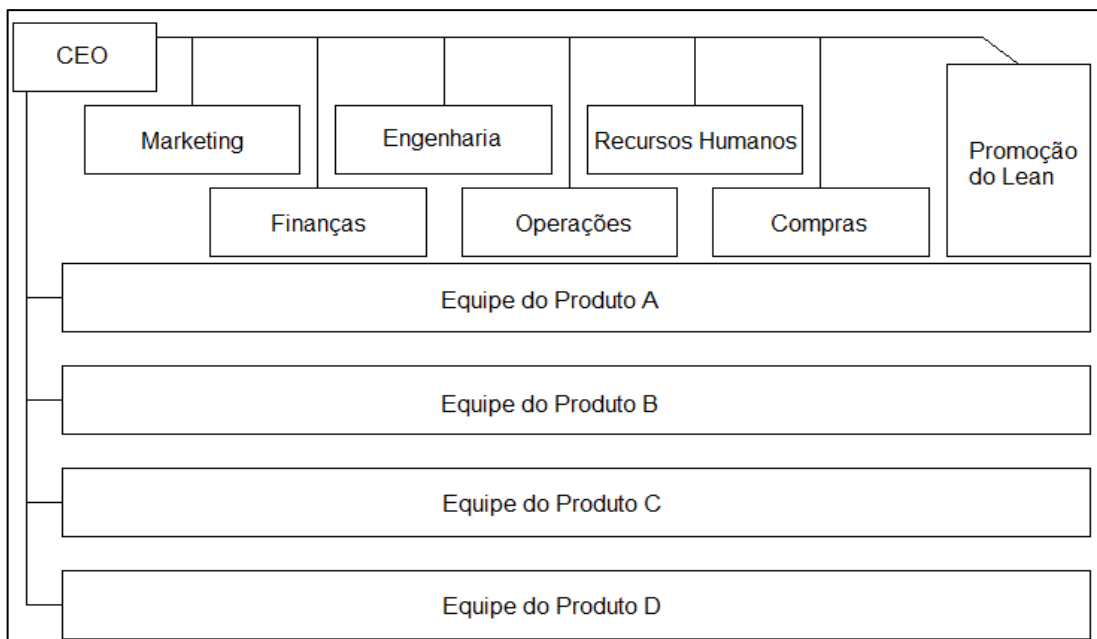 CEO
Marketing
Engenharia
Recursos Humanos
Promoção
do Lean
Finanças
Operações
Compras
Equipe do Produto A
Equipe do Produto B
Equipe do Produto C
Equipe do Produto D